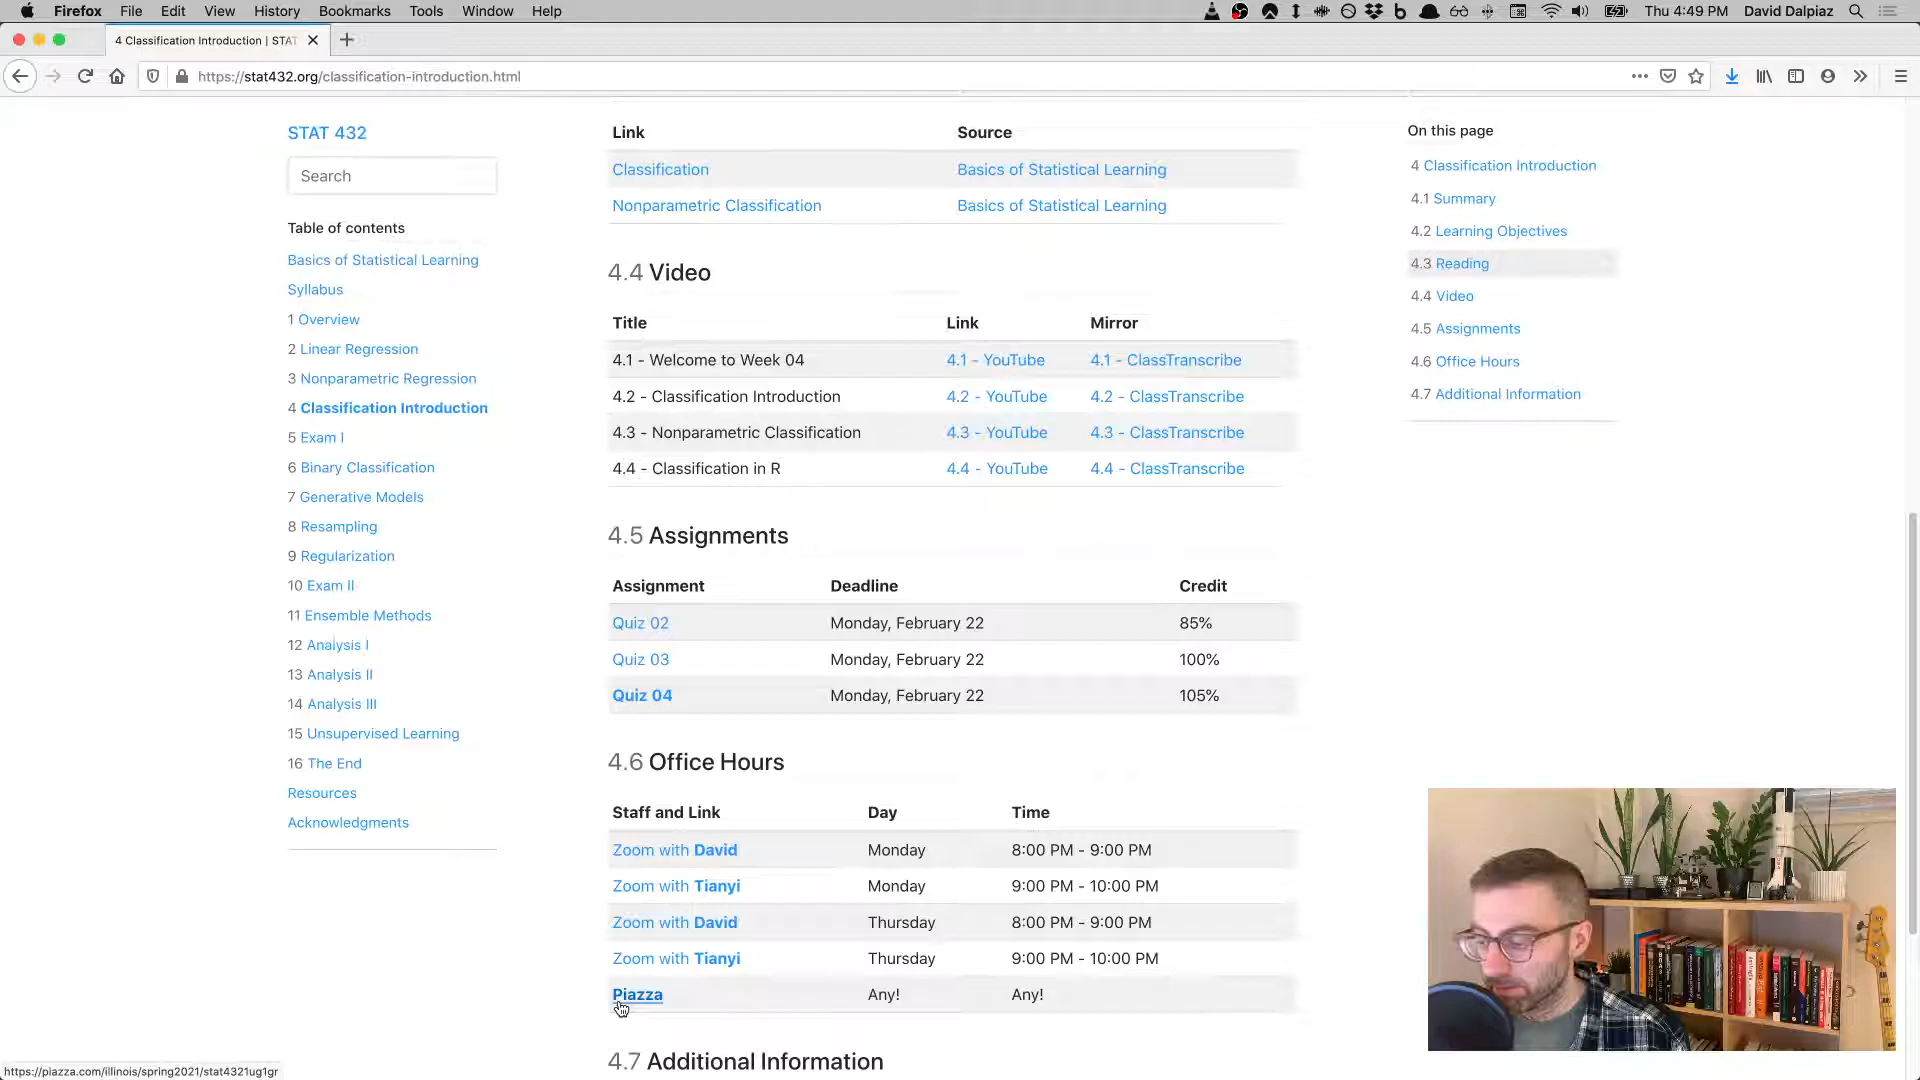 Firefox File Edit View History Bookmarks Tools Window Help Thu 4:49 PM David Dalpiaz
4 Classification Introduction | STAT
https://stat432.org/classification-introduction.html
STAT 432
Search
Table of contents
Basics of Statistical Learning
Syllabus
1 Overview
2 Linear Regression
3 Nonparametric Regression
4 Classification Introduction
5 Exam I
6 Binary Classification
7 Generative Models
8 Resampling
9 Regularization
10 Exam II
11 Ensemble Methods
12 Analysis I
13 Analysis II
14 Analysis III
15 Unsupervised Learning
16 The End
Resources
Acknowledgments
Link Source
Classification Basics of Statistical Learning
Nonparametric Classification Basics of Statistical Learning
4.4 Video
Title Link Mirror
4.1 - Welcome to Week 04 4.1 - YouTube 4.1 - ClassTranscribe
4.2 - Classification Introduction 4.2 - YouTube 4.2 - ClassTranscribe
4.3 - Nonparametric Classification 4.3 - YouTube 4.3 - ClassTranscribe
4.4 - Classification in R 4.4 - YouTube 4.4 - ClassTranscribe
4.5 Assignments
Assignment Deadline Credit
Quiz 02 Monday, February 22 85%
Quiz 03 Monday, February 22 100%
Quiz 04 Monday, February 22 105%
4.6 Office Hours
Staff and Link Day Time
Zoom with David Monday 8:00 PM - 9:00 PM
Zoom with Tianyi Monday 9:00 PM - 10:00 PM
Zoom with David Thursday 8:00 PM - 9:00 PM
Zoom with Tianyi Thursday 9:00 PM - 10:00 PM
Piazza Any! Any!
4.7 Additional Information
On this page
4 Classification Introduction
4.1 Summary
4.2 Learning Objectives
4.3 Reading
4.4 Video
4.5 Assignments
4.6 Office Hours
4.7 Additional Information
https://piazza.com/illinois/spring2021/stat4321ug1gr